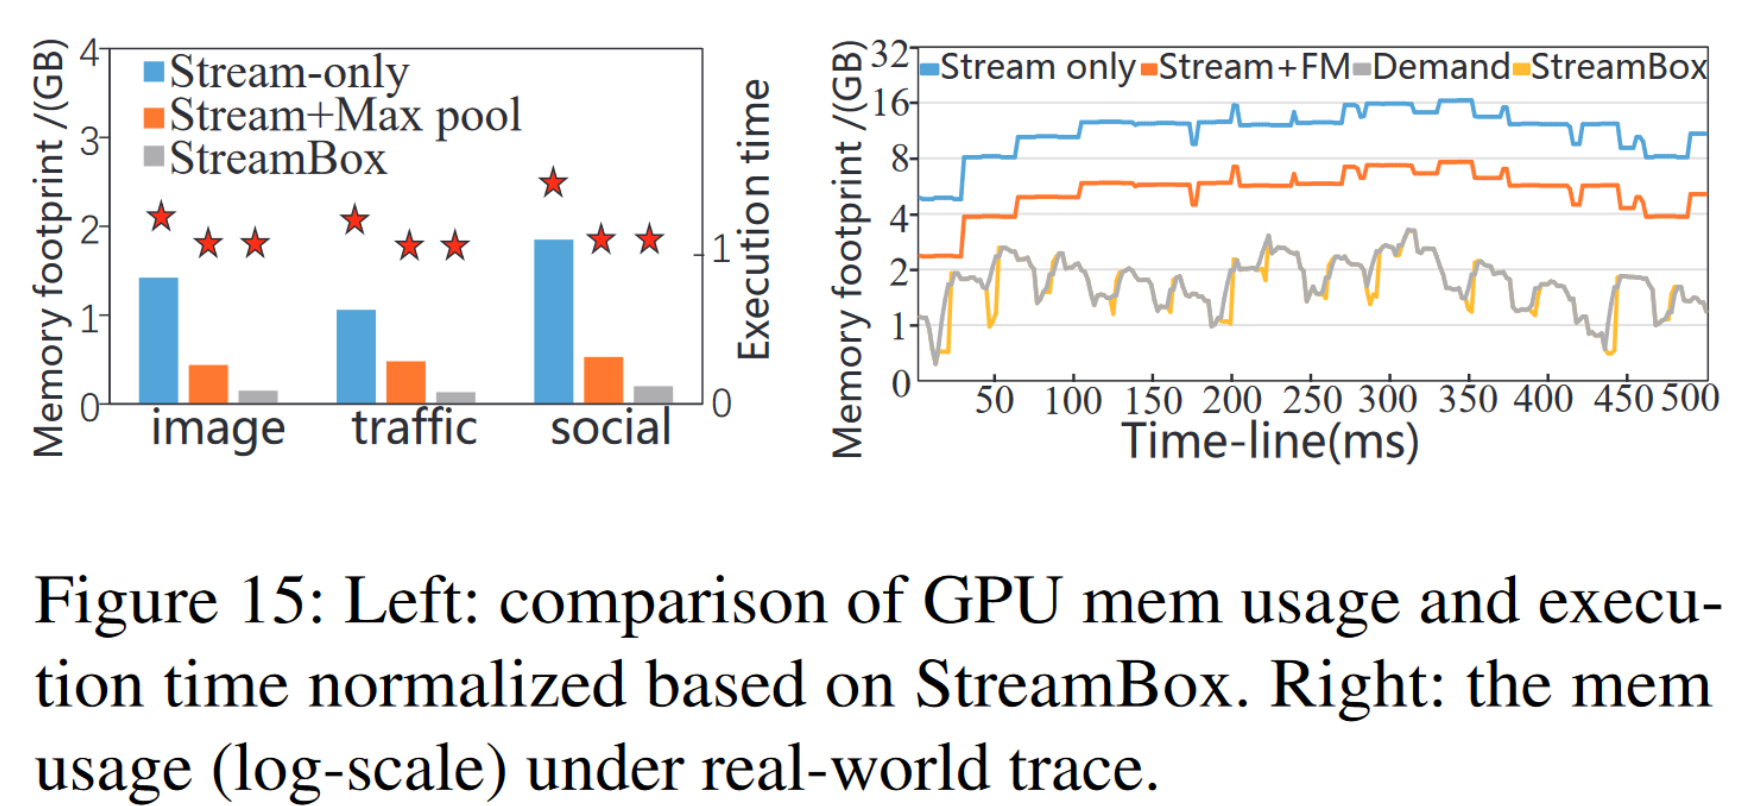 Memory footprint /(GB)
4
3
2
1
0
Stream-only
Stream+Max pool
StreamBox
image traffic social
1
0
Execution time
Memory footprint /(GB)
32
16
8
4
2
1
0
Stream only Stream+FM Demand StreamBox
50 100 150 200 250 300 350 400 450 500
Time-line(ms)
Figure 15: Left: comparison of GPU mem usage and execu-
tion time normalized based on StreamBox. Right: the mem
usage (log-scale) under real-world trace.